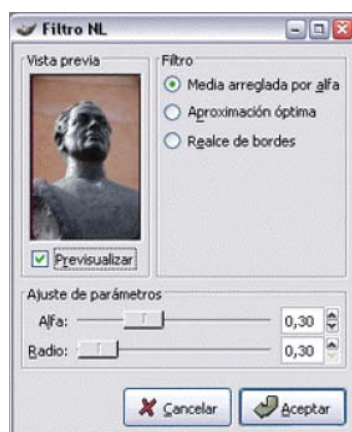 Filtro NL
Vista previa
Previsualizar
Filtro
Media arreglada por alfa
Aproximación óptima
Realce de bordes
Ajuste de parámetros
Alfa:
0,30
Radio:
0,30
Cancelar
Aceptar